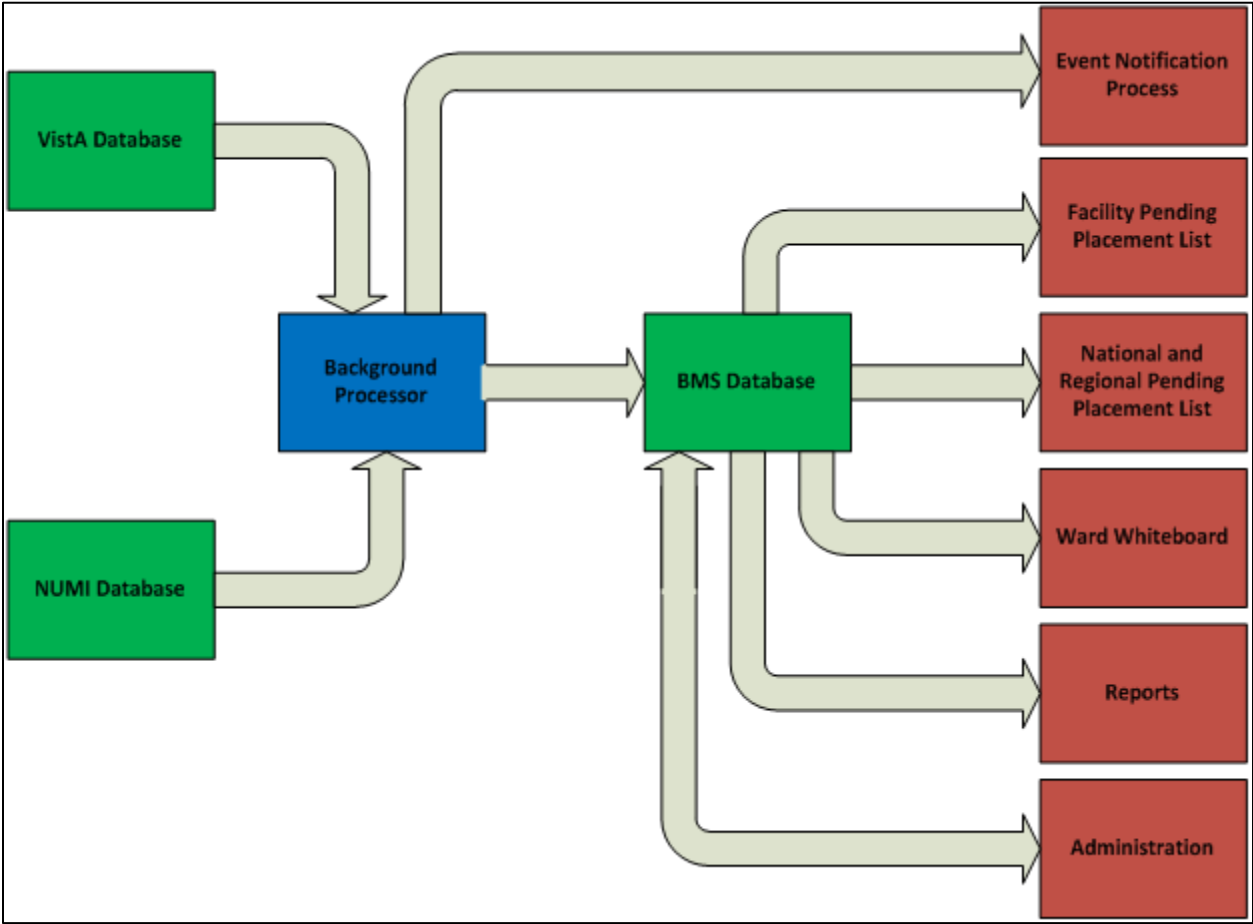 VistA Database
NUMI Database
Background
Processor
BMS Database
Event Notification
Process
Facility Pending
Placement List
National and
Regional Pending
Placement List
Ward Whiteboard
Reports
Administration